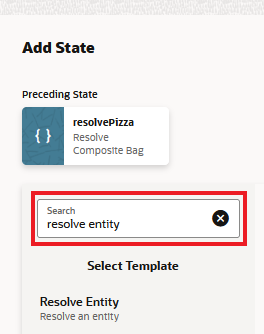 Add State
Preceding State
{ }
resolvePizza
Resolve
Composite Bag
Search
resolve entity
Select Template
Resolve Entity
Resolve an entity